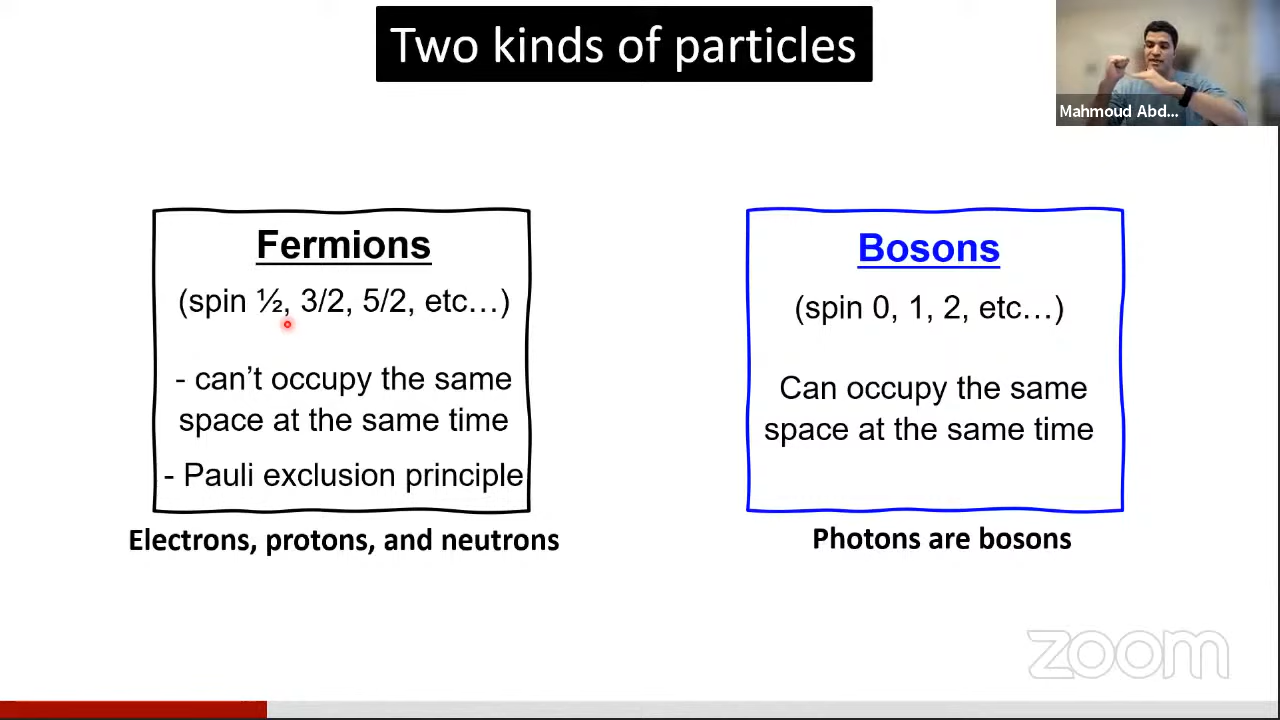 Two kinds of particles
Mahmoud Abd...
Fermions
(spin ½, 3/2, 5/2, etc…)
- can’t occupy the same
space at the same time
- Pauli exclusion principle
Electrons, protons, and neutrons
Bosons
(spin 0, 1, 2, etc…)
Can occupy the same
space at the same time
Photons are bosons
zoom